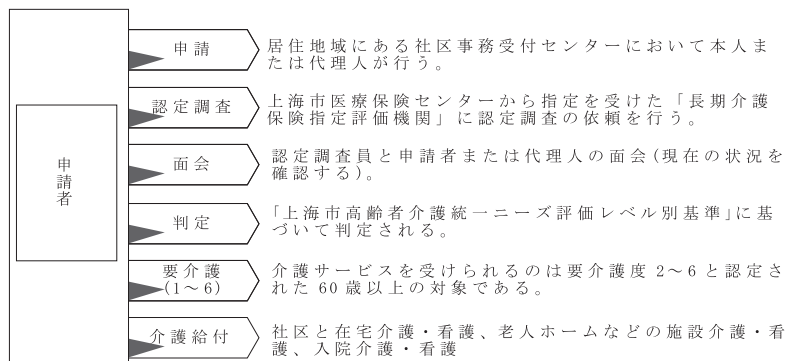 申請者
申請
居住地域にある社区事務受付センターにおいて本人ま
たは代理人が行う。
認定調査
上海市医療保険センターから指定を受けた「長期介護
保険指定評価機関」に認定調査の依頼を行う。
面会
認定調査員と申請者または代理人の面会(現在の状況を
確認する)。
判定
「上海市高齢者介護統一ニーズ評価レベル別基準」に基
づいて判定される。
要介護
(1～6)
介護サービスを受けられるのは要介護度 2～6 と認定さ
れた 60 歳以上の対象である。
介護給付
社区と在宅介護・看護、老人ホームなどの施設介護・看
護、入院介護・看護